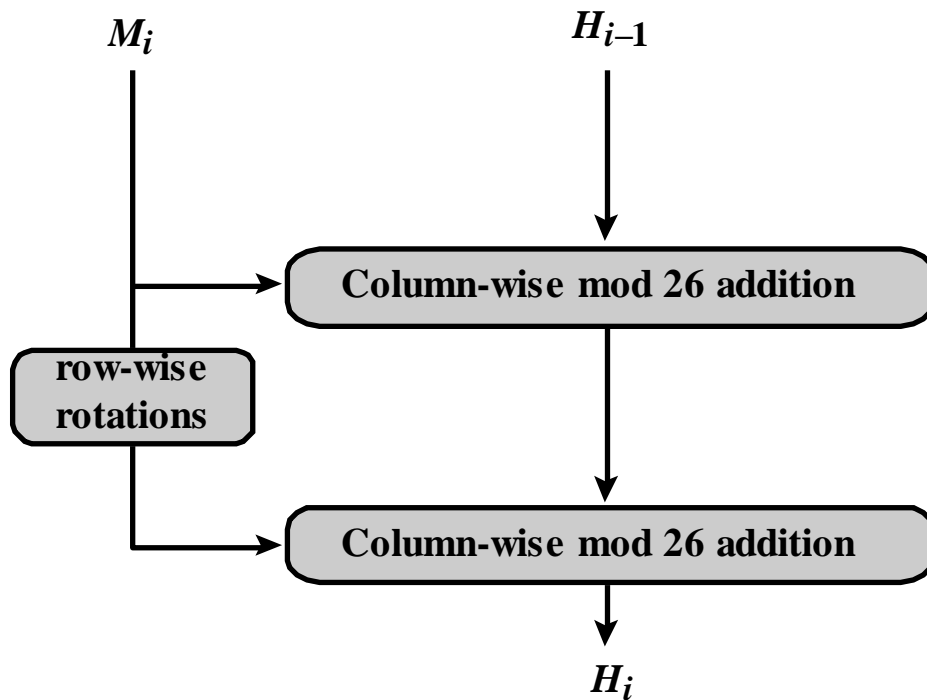 M_i
H_{i–1}
Column-wise mod 26 addition
row-wise
rotations
Column-wise mod 26 addition
H_i